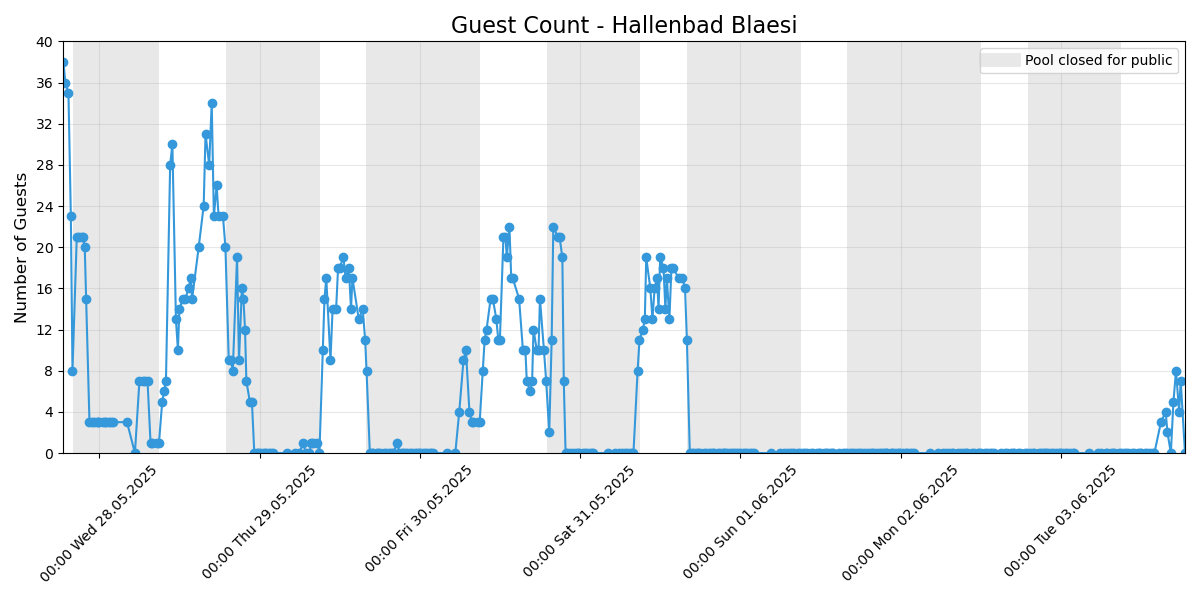 Guest Count - Hallenbad Blaesi
Pool closed for public
Number of Guests
40
36
32
28
24
20
16
12
8
4
0
00:00 Wed 28.05.2025
00:00 Thu 29.05.2025
00:00 Fri 30.05.2025
00:00 Sat 31.05.2025
00:00 Sun 01.06.2025
00:00 Mon 02.06.2025
00:00 Tue 03.06.2025